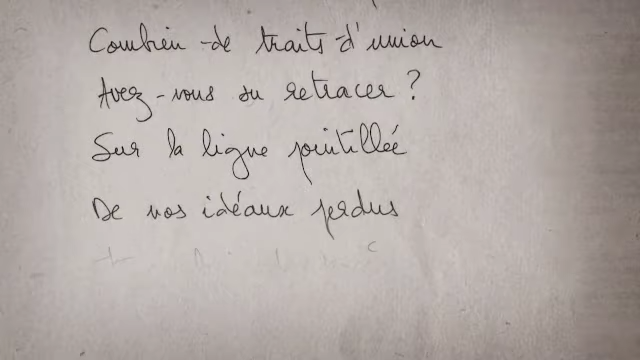 Combien de traits d'union
Avez-vous su retracer ?
Sur la ligne pointillée
De vos idéaux perdus